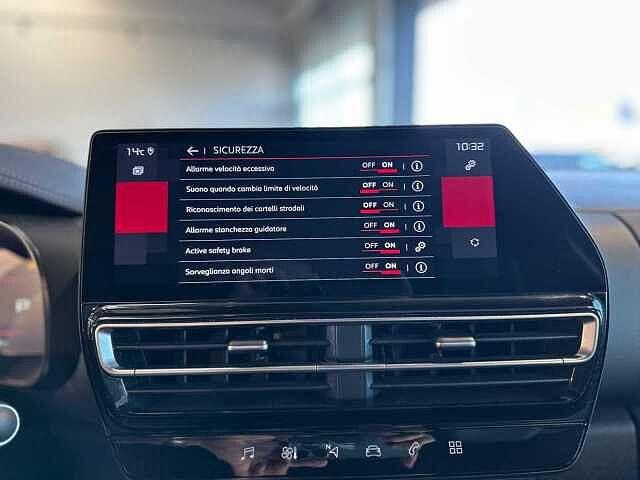 14°C
← | SICUREZZA
10:32
Allarme velocità eccessiva OFF ON | i
Suono quando cambia limite di velocità OFF ON | i
Riconoscimento dei cartelli stradali OFF ON | i
Allarme stanchezza guidatore OFF ON | i
Active safety brake OFF ON |
Sorveglianza angoli morti OFF ON | i
P
N